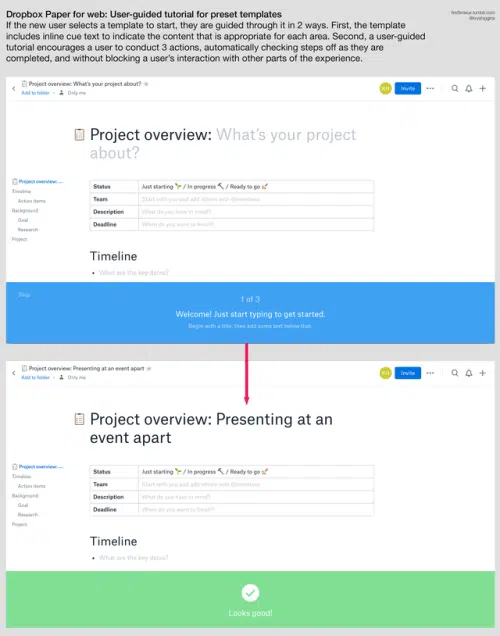 Dropbox Paper for web: User-guided tutorial for preset templates
If the new user selects a template to start, they are guided through it in 2 ways. First, the template
includes inline cue text to indicate the content that is appropriate for each area. Second, a user-guided
tutorial encourages a user to conduct 3 actions, automatically checking steps off as they are
completed, and without blocking a user's interaction with other parts of the experience.
firsttimeux.tumblr.com
@krystalhiggins
Project overview: What's your project about?
Add to folder
Only me
KH
Invite
Project overview: What's your project
about?
Project overview: ...
Timeline
Action items
Background
Goal
Research
Project
Status Just starting / In progress / Ready to go
Team Start with you and add others with @mentions
Description What do you have in mind?
Deadline When do you want to finish?
Timeline
What are the key dates?
Skip
1 of 3
Welcome! Just start typing to get started.
Begin with a title, then add some text below that.
Project overview: Presenting at an event apart
Add to folder
Only me
KH
Invite
Project overview: Presenting at an
event apart
Project overview: ...
Timeline
Action items
Background
Goal
Research
Project
Status Just starting / In progress / Ready to go
Team Start with you and add others with @mentions
Description What do you have in mind?
Deadline When do you want to finish?
Timeline
What are the key dates?
Looks good!